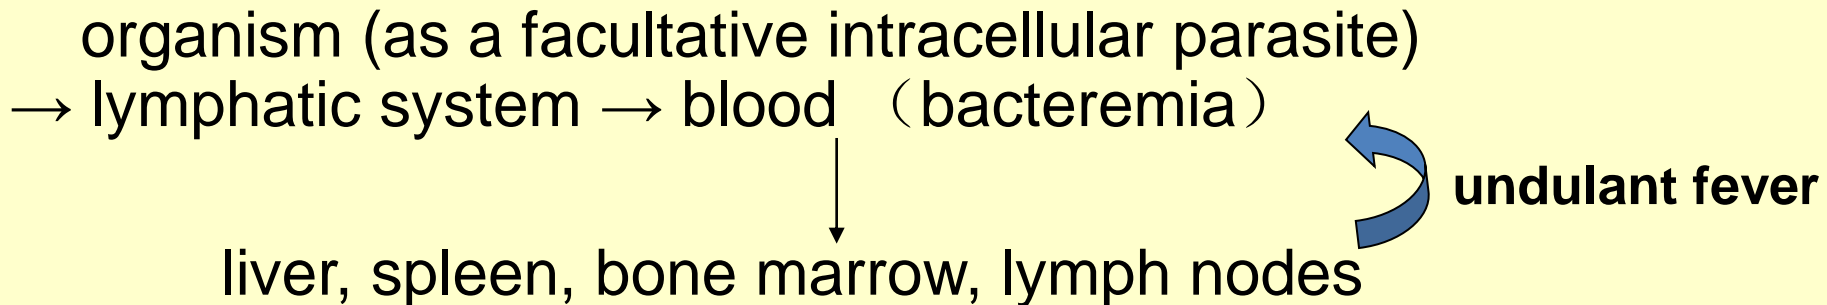 organism (as a facultative intracellular parasite)
→ lymphatic system → blood （bacteremia）
undulant fever
liver, spleen, bone marrow, lymph nodes